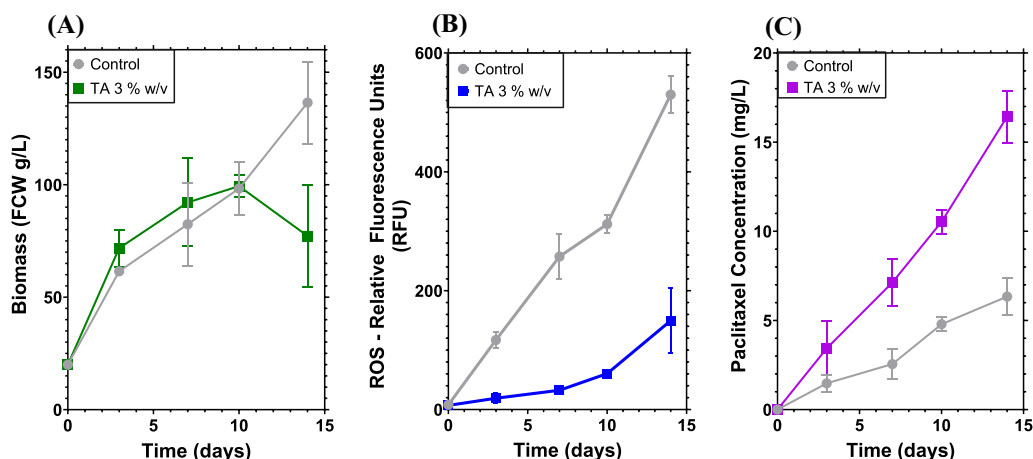 (A)
Control
TA 3 % w/v
150
100
50
0
0
5
10
15
Biomass (FCW g/L)
Time (days)
(B)
Control
TA 3 % w/v
600
400
200
0
0
5
10
15
ROS - Relative Fluorescence Units
(RFU)
Time (days)
(C)
Control
TA 3 % w/v
20
15
10
5
0
0
5
10
15
Paclitaxel Concentration (mg/L)
Time (days)